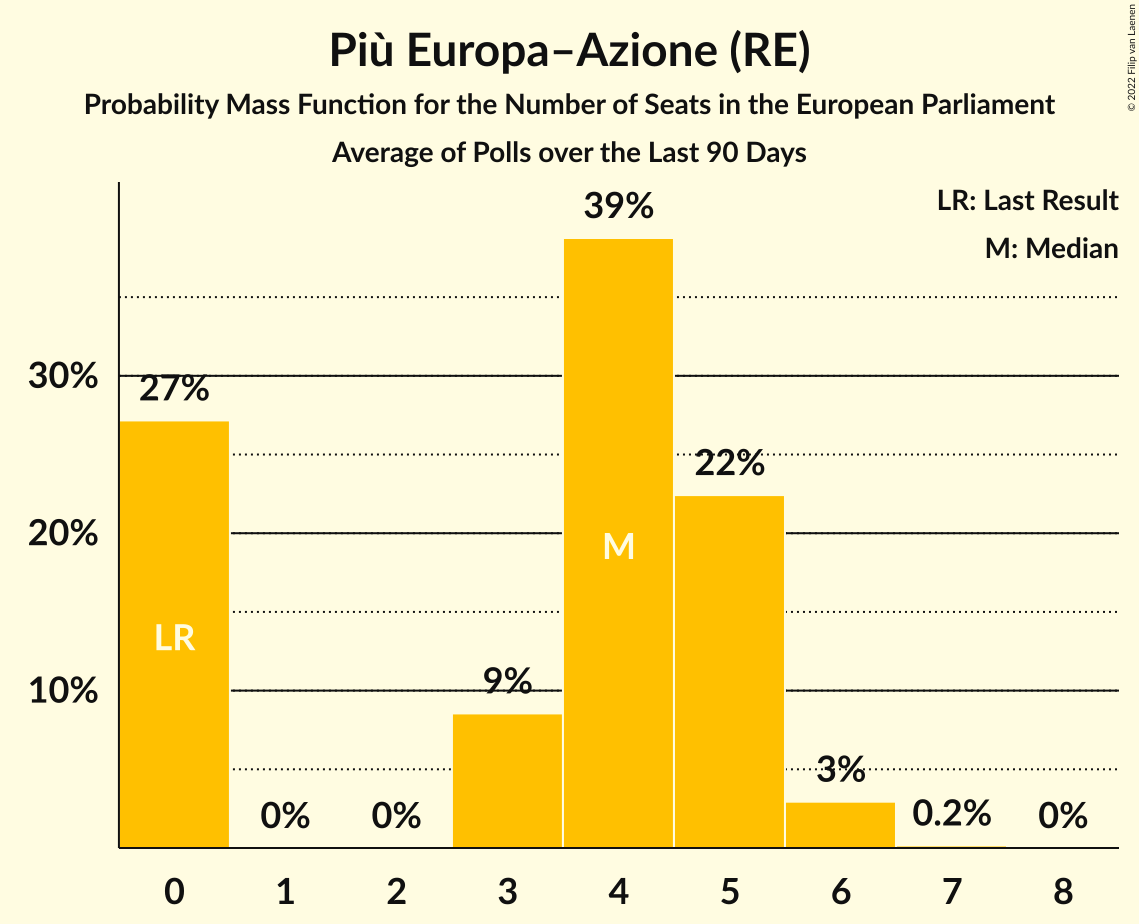 Più Europa–Azione (RE)
Probability Mass Function for the Number of Seats in the European Parliament
Average of Polls over the Last 90 Days
© 2022 Filip van Laenen
LR: Last Result
M: Median
39%
30%
27%
22%
20%
M
LR
10%
9%
3%
0%
0%
0.2%
0%
0 1 2 3 4 5 6 7 8